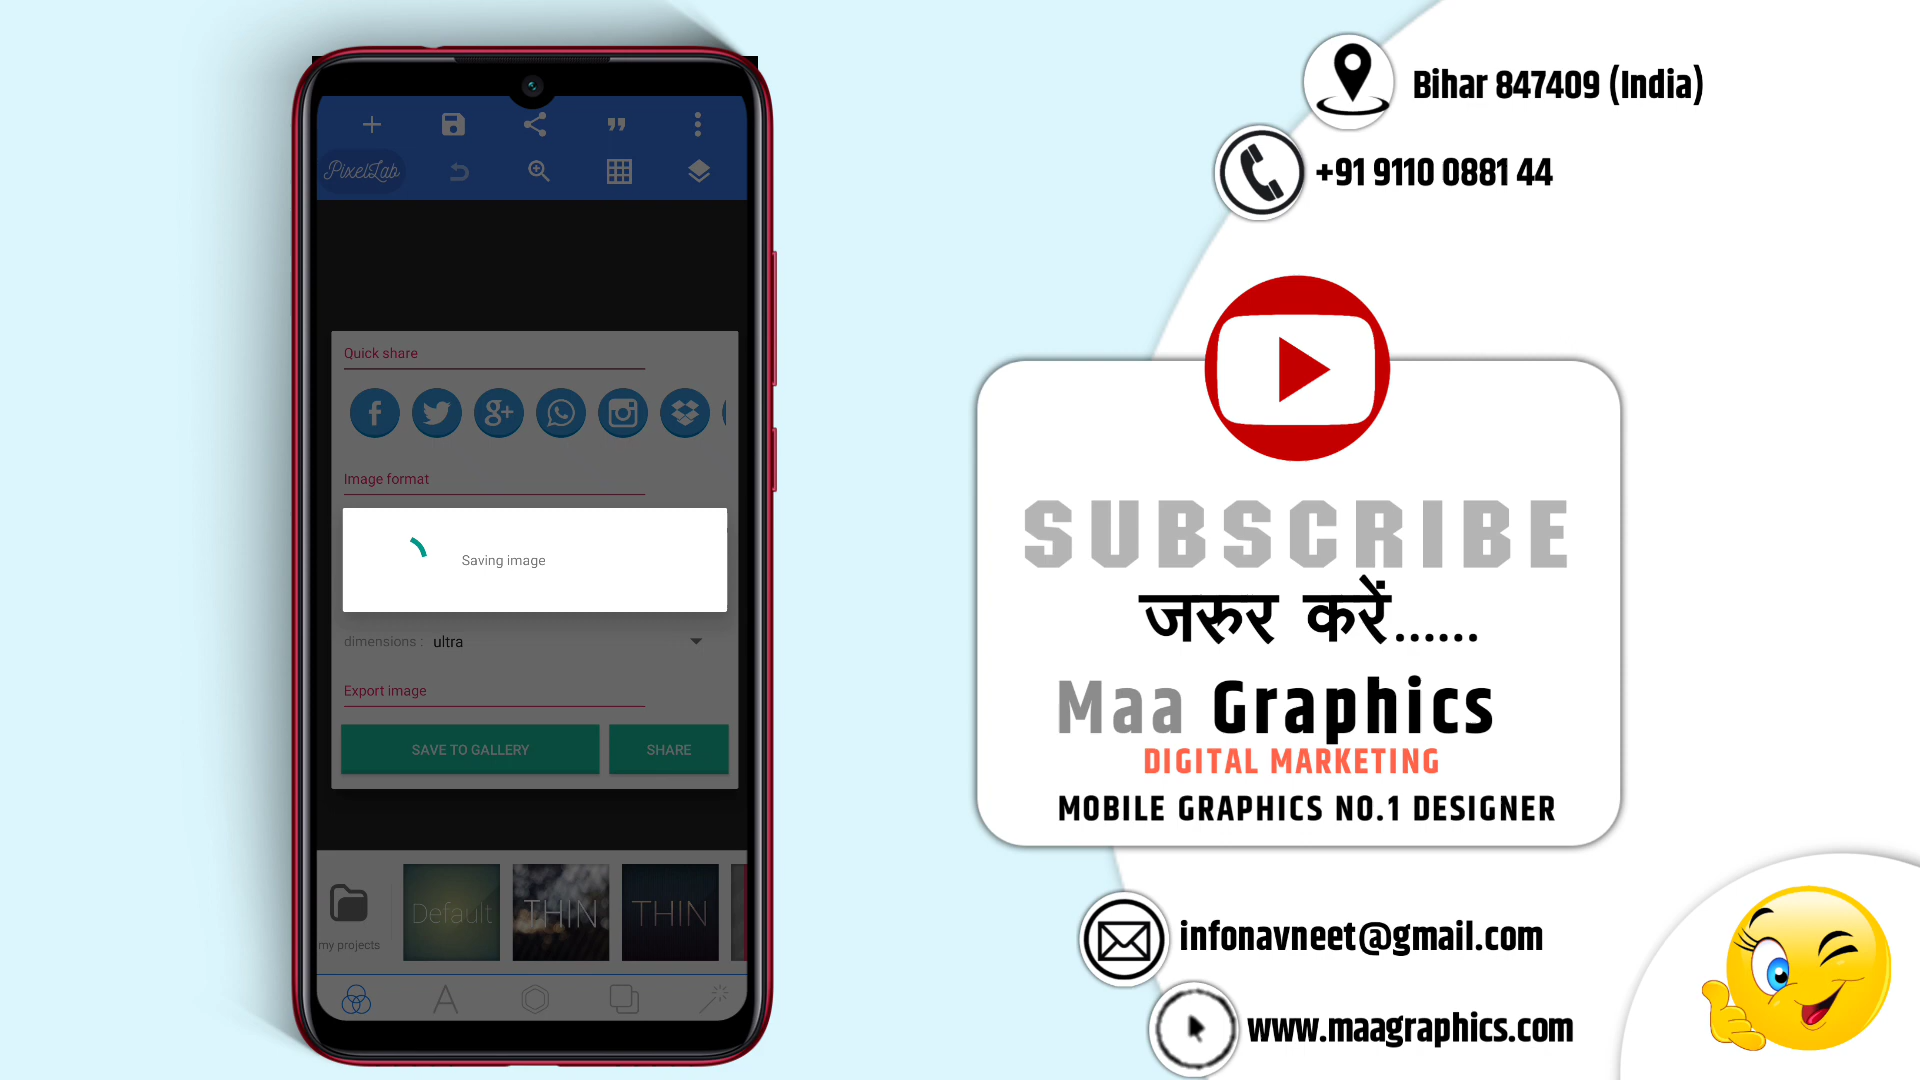 PixelLab
Quick share
Image format
Saving image
dimensions : ultra
Export image
SAVE TO GALLERY
SHARE
my projects
Default
THIN
THIN
Bihar 847409 (India)
+91 9110 0881 44
SUBSCRIBE
जरुर करें......
Maa Graphics
DIGITAL MARKETING
MOBILE GRAPHICS NO.1 DESIGNER
infonavneet@gmail.com
www.maagraphics.com